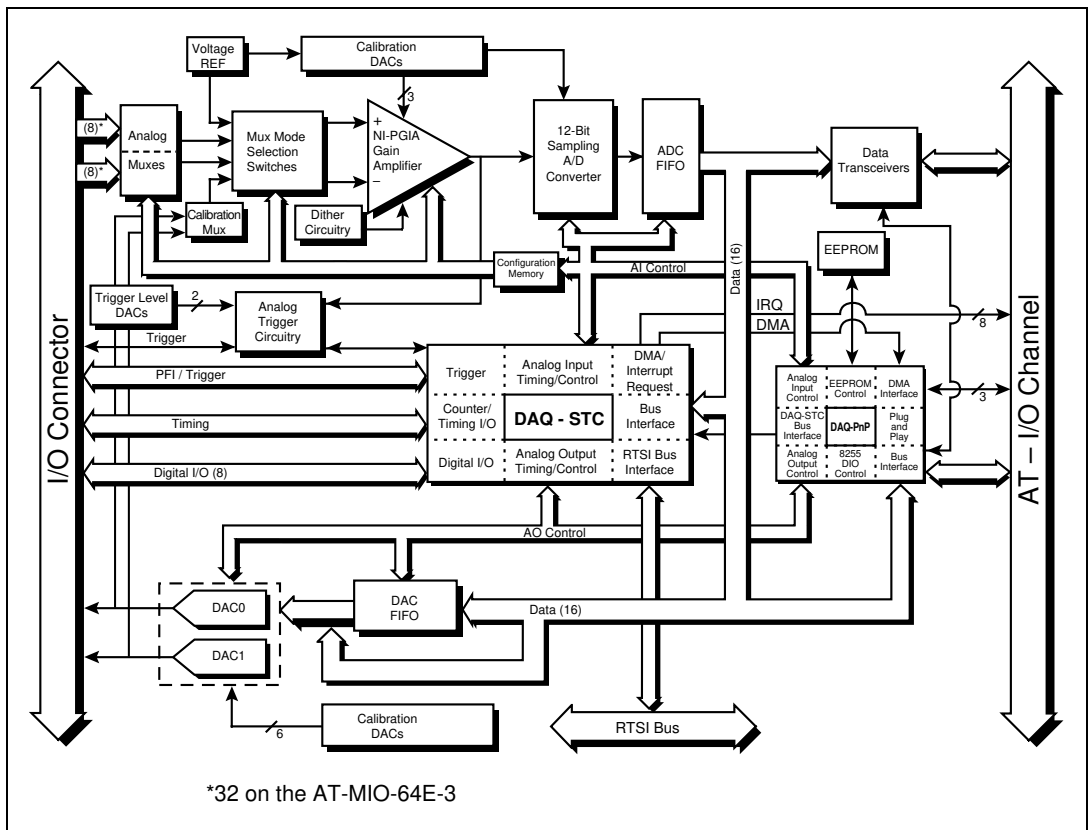 Voltage
REF
Calibration
DACs
3
(8)*
(8)*
Analog
Muxes
Mux Mode
Selection
Switches
+
NI-PGIA
Gain
Amplifier
–
12-Bit
Sampling
A/D
Converter
ADC
FIFO
Data
Transceivers
Calibration
Mux
Dither
Circuitry
Configuration
Memory
AI Control
Data (16)
EEPROM
Trigger Level
DACs
2
Analog
Trigger
Circuitry
IRQ
DMA
8
3
Trigger
PFI / Trigger
Timing
Digital I/O (8)
I/O Connector
AT – I/O Channel
Trigger
Analog Input
Timing/Control
DMA/
Interrupt
Request
Counter/
Timing I/O
DAQ - STC
Bus
Interface
Digital I/O
Analog Output
Timing/Control
RTSI Bus
Interface
Analog
Input
Control
EEPROM
Control
DMA
Interface
DAQ-STC
Bus
Interface
DAQ-PnP
Plug
and
Play
Analog
Output
Control
8255
DIO
Control
Bus
Interface
AO Control
DAC0
DAC1
DAC
FIFO
Data (16)
6
Calibration
DACs
RTSI Bus
*32 on the AT-MIO-64E-3